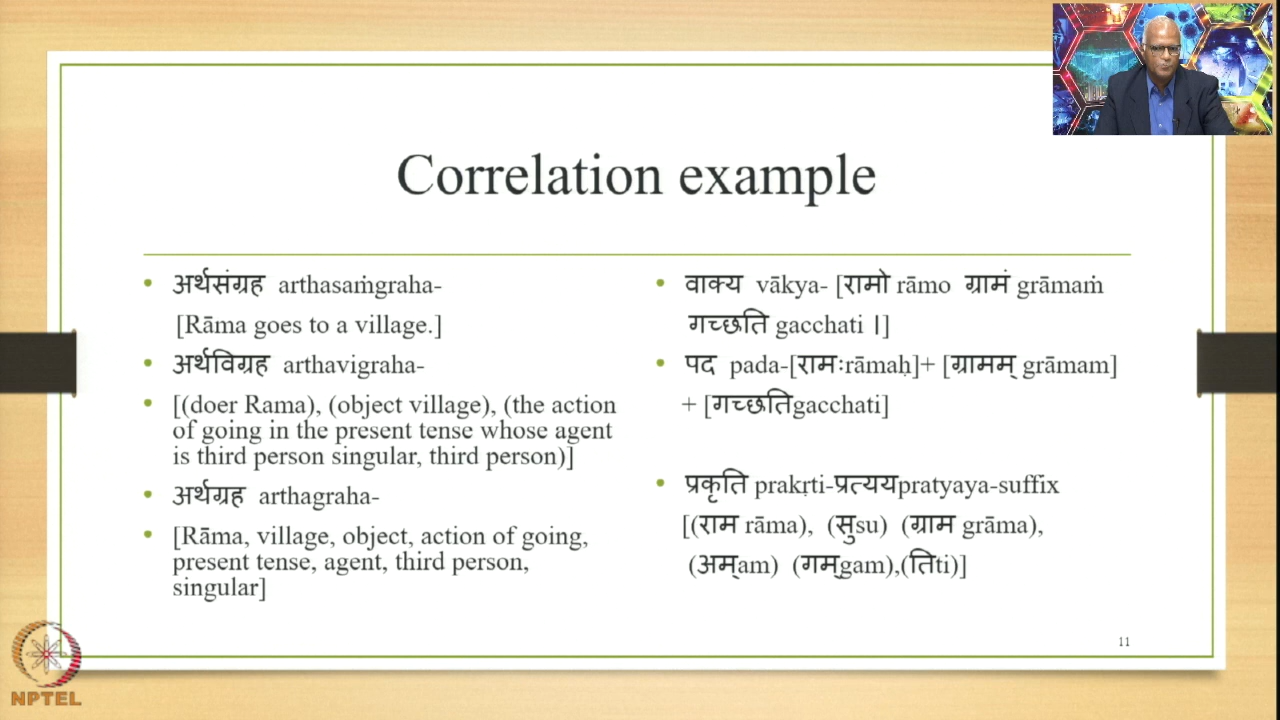 Correlation example
अर्थसंग्रह arthasaṁgraha-
[Rāma goes to a village.]
अर्थविग्रह arthavigraha-
[(doer Rama), (object village), (the action
of going in the present tense whose agent
is third person singular, third person)]
अर्थग्रह arthagraha-
[Rāma, village, object, action of going,
present tense, agent, third person,
singular]
वाक्य vākya- [रामो rāmo ग्रामं grāmaṁ
गच्छति gacchati ।]
पद pada-[रामःrāmaḥ]+ [ग्रामम् grāmam]
+ [गच्छतिgacchati]
प्रकृति prakṛti-प्रत्ययpratyaya-suffix
[(राम rāma), (सुsu) (ग्राम grāma),
(अम्am) (गम्gam),(तिti)]
11
NPTEL